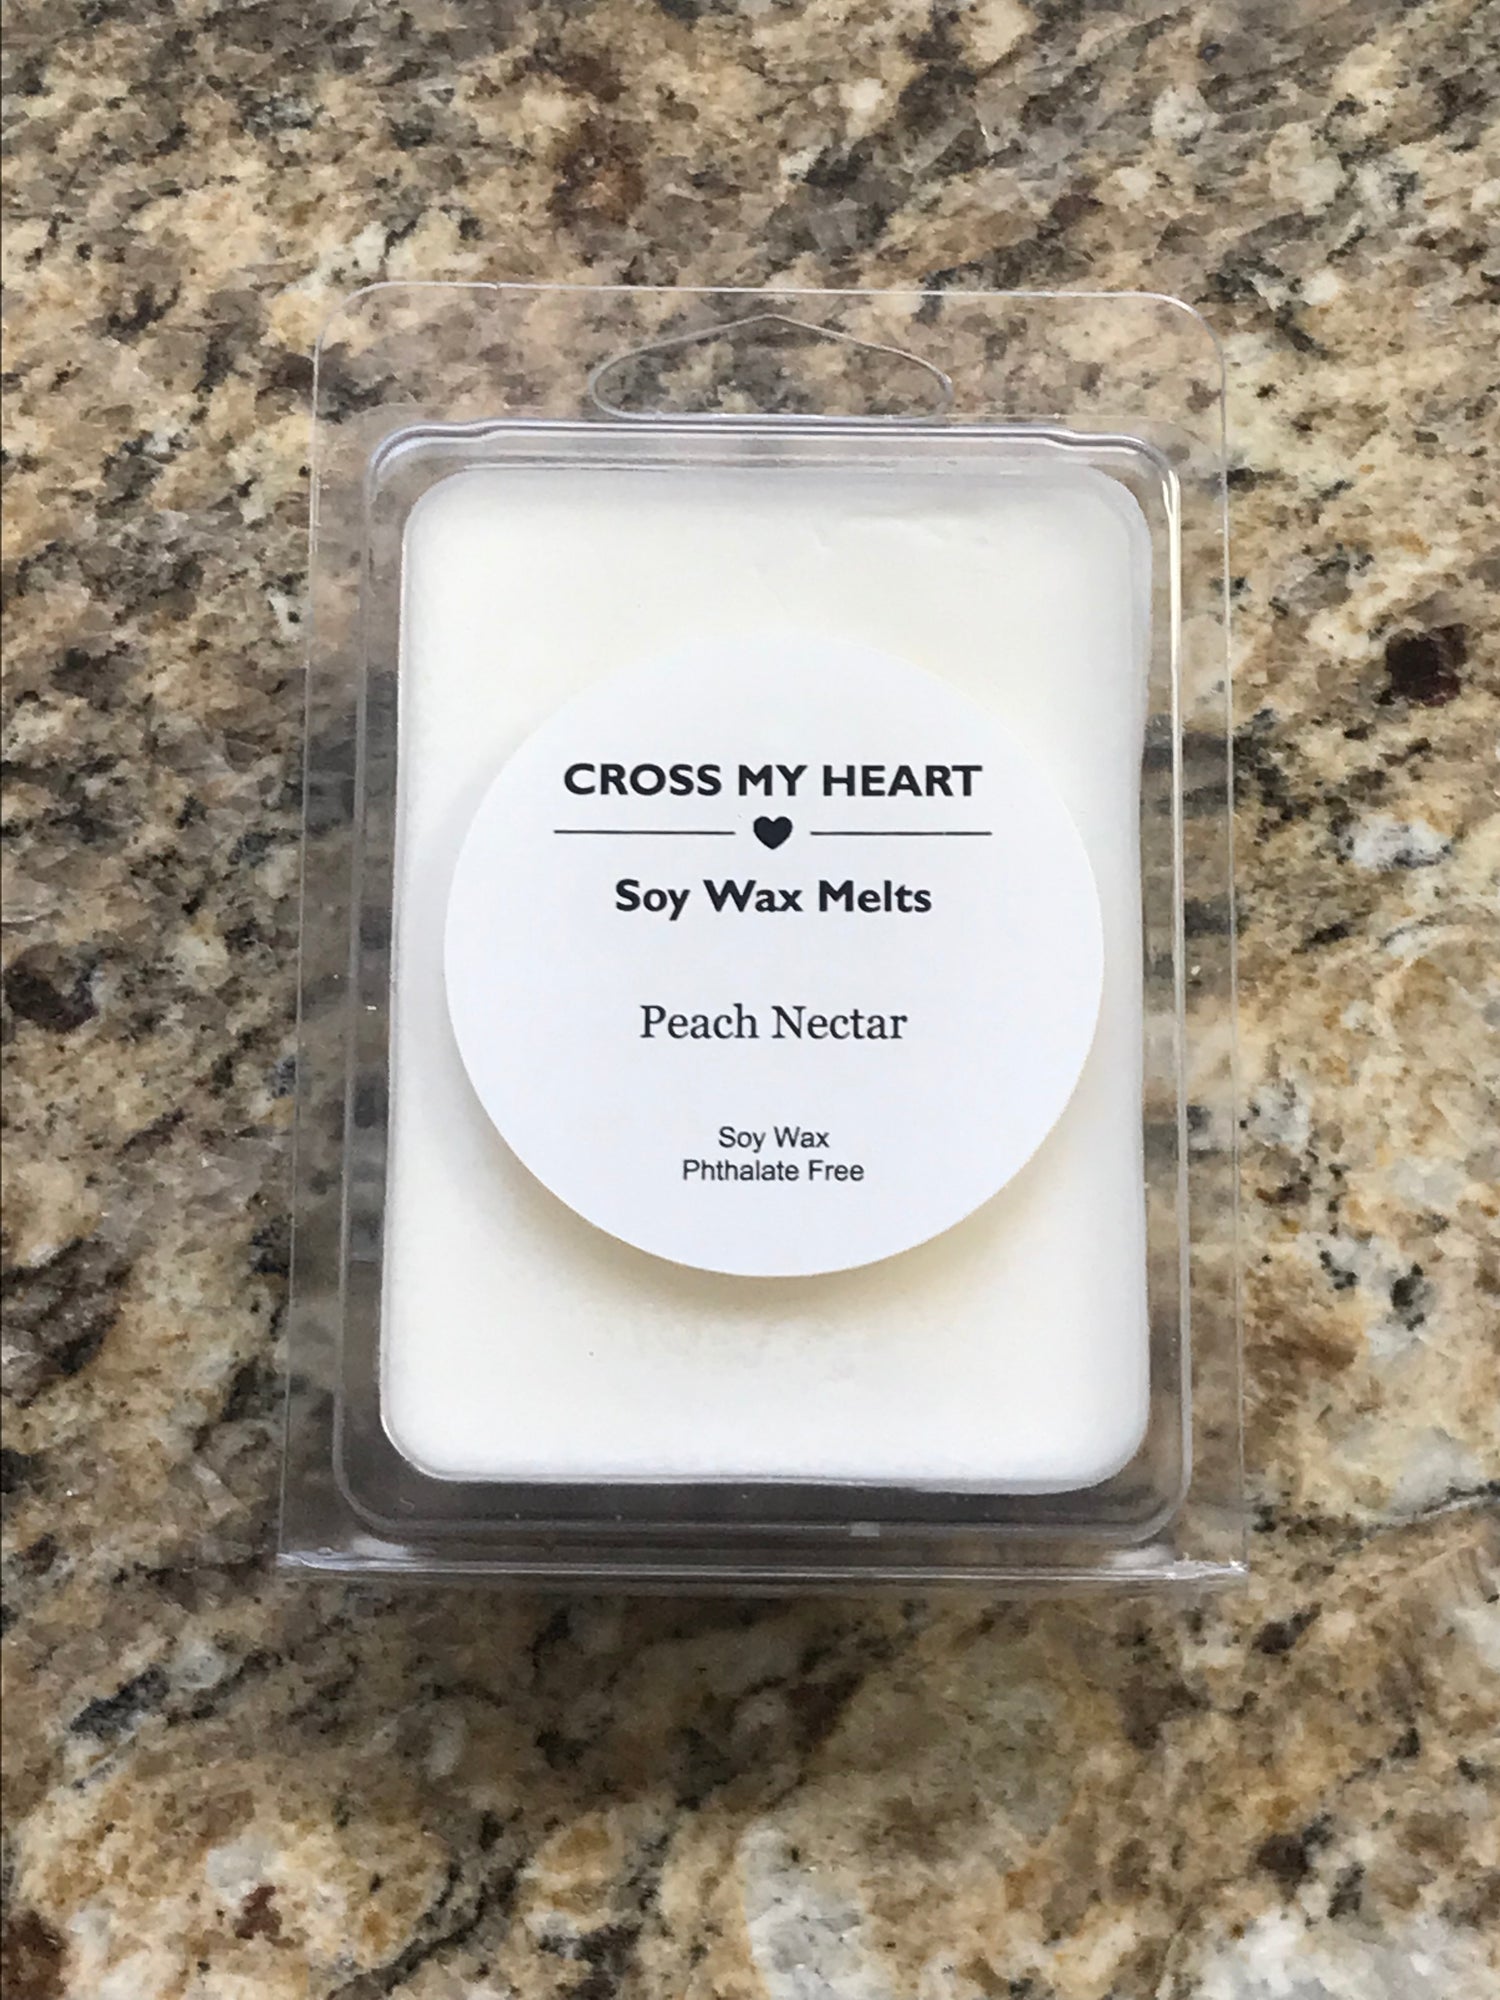 CROSS MY HEART
Soy Wax Melts
Peach Nectar
Soy Wax
Phthalate Free